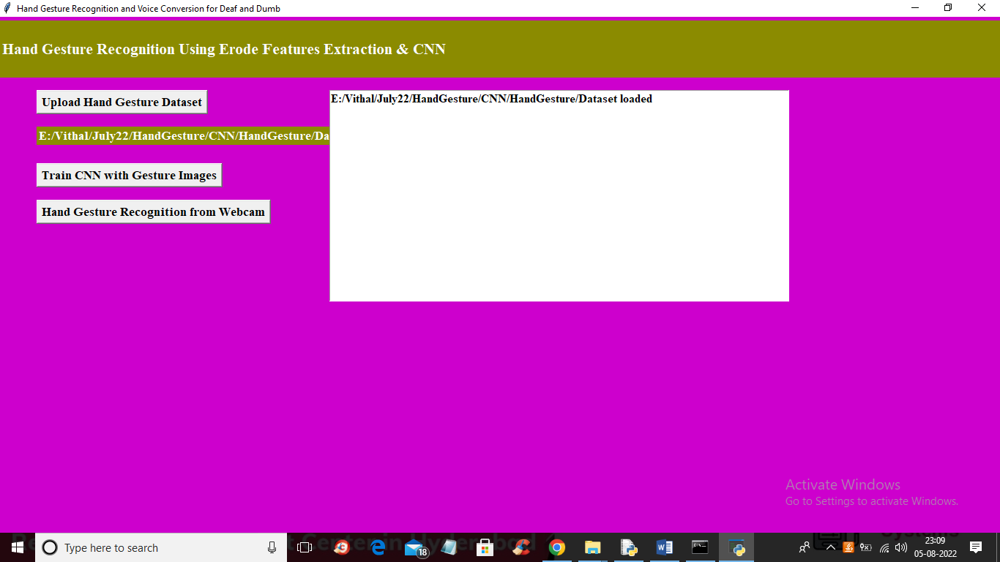 Hand Gesture Recognition and Voice Conversion for Deaf and Dumb
Hand Gesture Recognition Using Erode Features Extraction & CNN
Upload Hand Gesture Dataset
E:/Vithal/July22/HandGesture/CNN/HandGesture/Dataset loaded
E:/Vithal/July22/HandGesture/CNN/HandGesture/Da
Train CNN with Gesture Images
Hand Gesture Recognition from Webcam
Activate Windows
Go to Settings to activate Windows.
Type here to search
18
23:09
05-08-2022